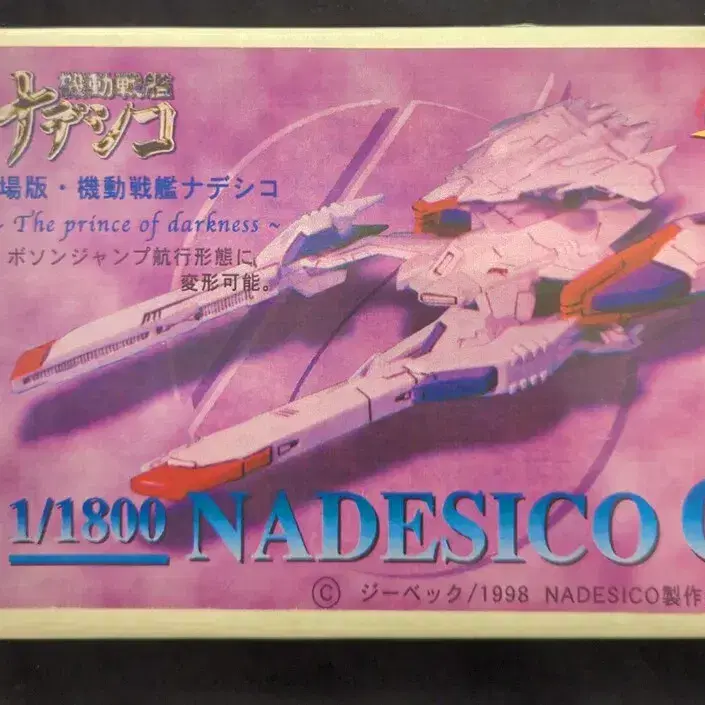 機動戦艦
ナデシコ
場版・機動戦艦ナデシコ
~ The prince of darkness ~
ボソンジャンプ航行形態に、
変形可能。
1/1800 NADESICO
© ジーベック/1998 NADESICO製作